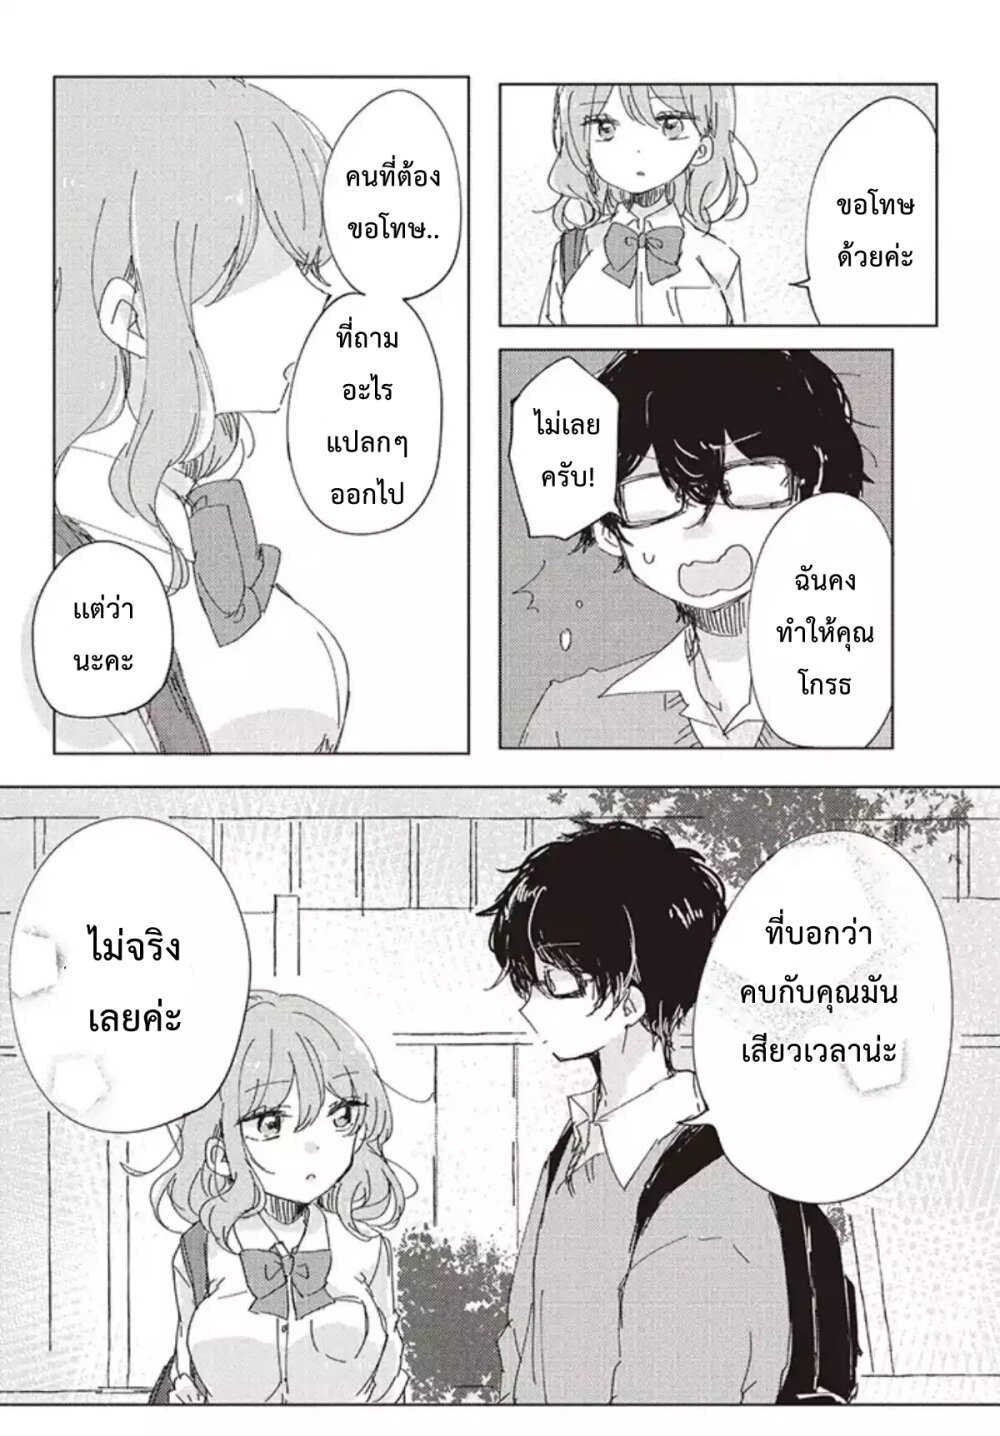 ขอโทษ
ด้วยค่ะ
ไม่เลย
ครับ!
ฉันคง
ทำให้คุณ
โกรธ
คนที่ต้อง
ขอโทษ..
ที่ถาม
อะไร
แปลกๆ
ออกไป
แต่ว่า
นะคะ
ที่บอกว่า
คบกับคุณมัน
เสียวเวลาน่ะ
ไม่จริง
เลยค่ะ